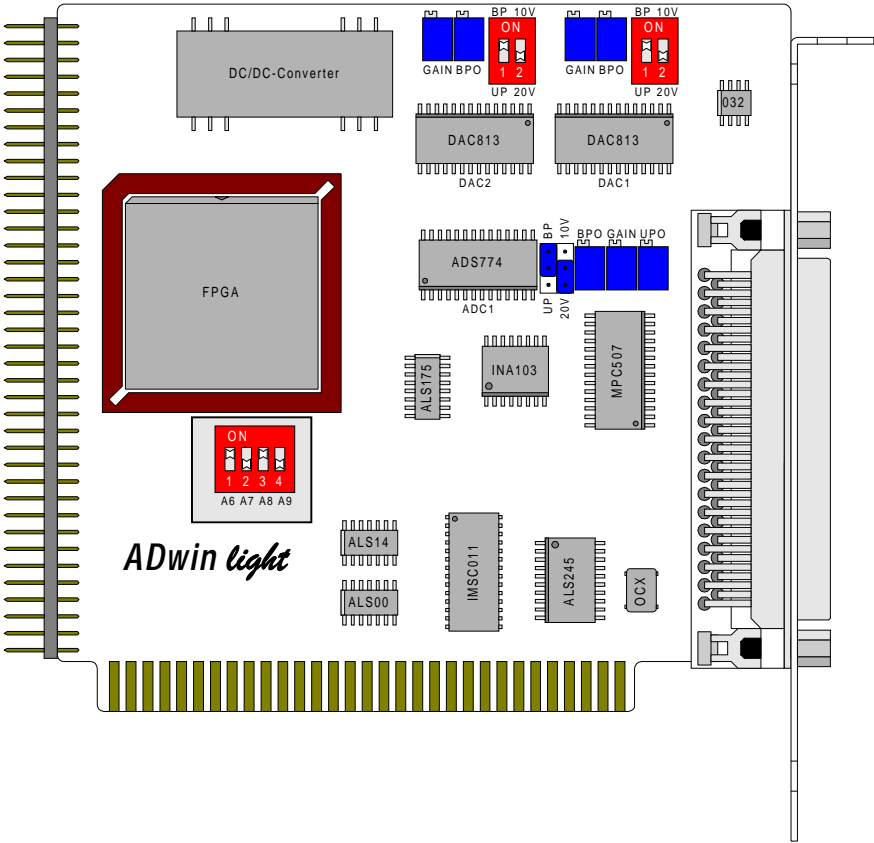 BP 10V
BP 10V
ON
ON
1 2
1 2
GAIN BPO
GAIN BPO
UP 20V
UP 20V
DC/DC-Converter
032
DAC813
DAC813
DAC2
DAC1
BP 10V
BPO GAIN UPO
ADS774
UP 20V
ADC1
FPGA
ALS175
INA103
MPC507
ON
1 2 3 4
A6 A7 A8 A9
ADwin light
ALS14
ALS00
IMSC011
ALS245
OCX